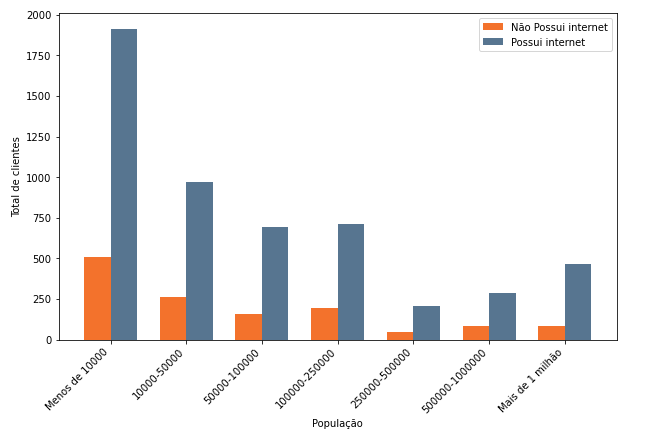 2000
1750
1500
1250
1000
750
500
250
0
Total de clientes
Não Possui internet
Possui internet
Menos de 10000
10000-50000
50000-100000
100000-250000
250000-500000
500000-1000000
Mais de 1 milhão
População